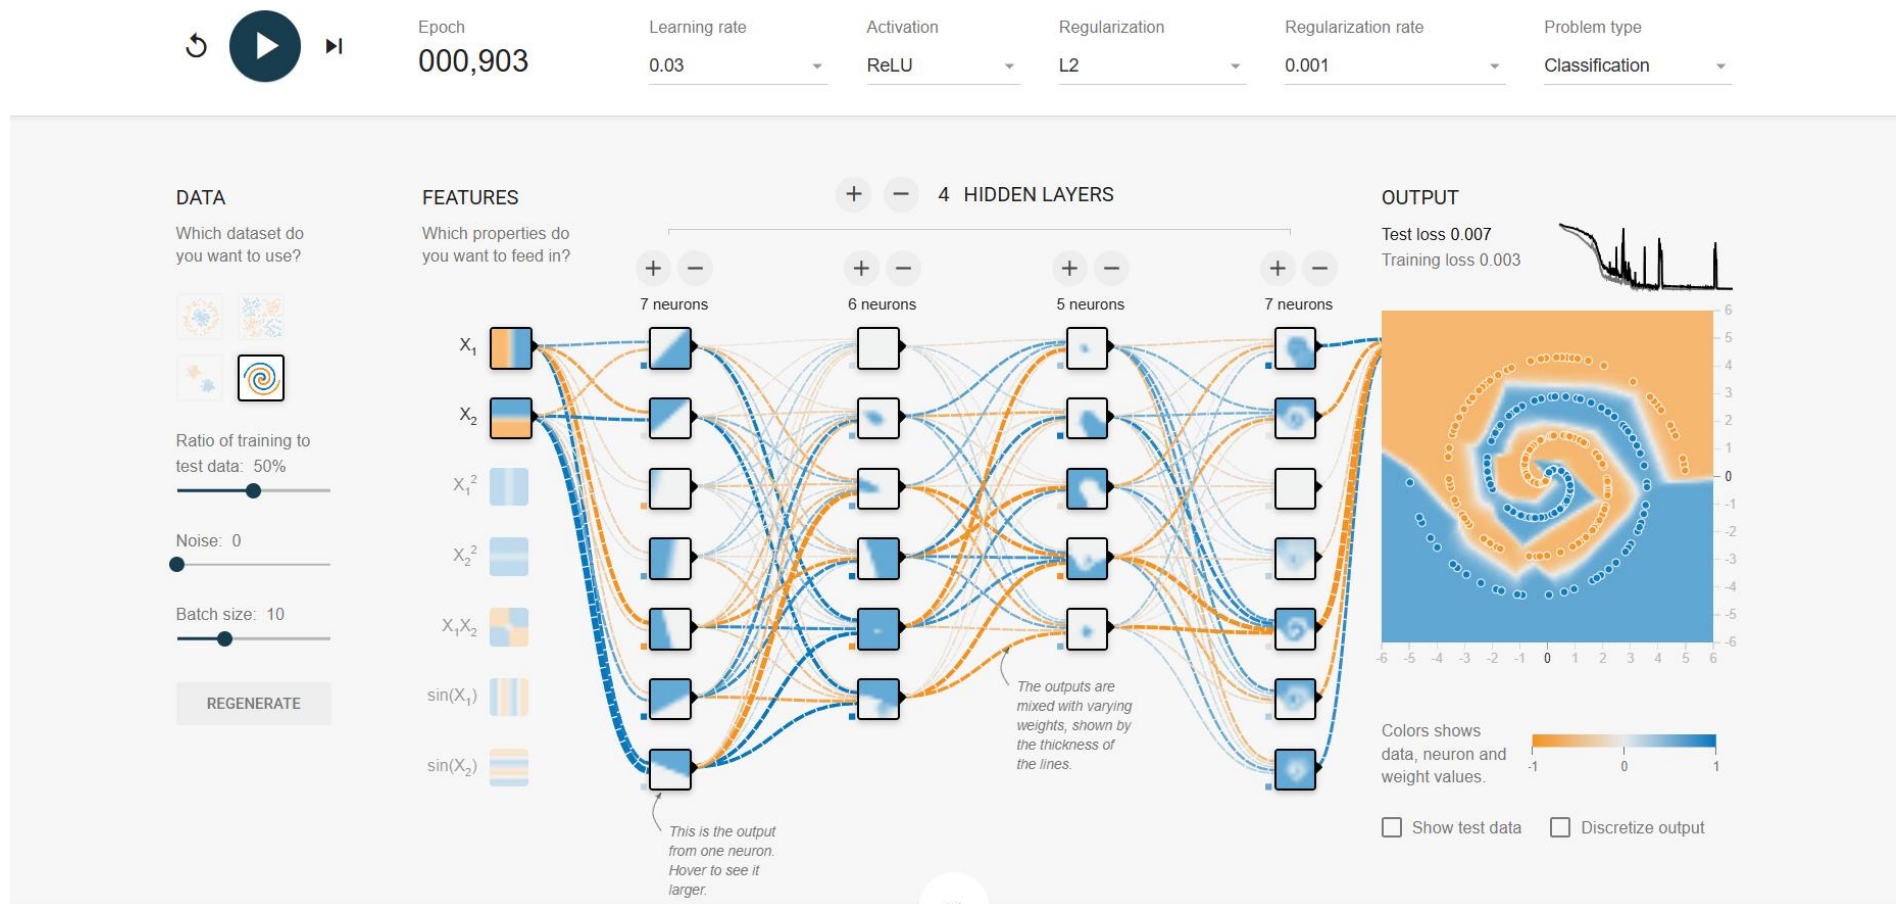 Epoch
000,903
Learning rate
0.03
Activation
ReLU
Regularization
L2
Regularization rate
0.001
Problem type
Classification
DATA
Which dataset do
you want to use?
Ratio of training to
test data: 50%
Noise: 0
Batch size: 10
REGENERATE
FEATURES
Which properties do
you want to feed in?
X₁
X₂
X₁²
X₂²
X₁X₂
sin(X₁)
sin(X₂)
+ − 4 HIDDEN LAYERS
+ −
7 neurons
+ −
6 neurons
+ −
5 neurons
+ −
7 neurons
This is the output
from one neuron.
Hover to see it
larger.
The outputs are
mixed with varying
weights, shown by
the thickness of
the lines.
OUTPUT
Test loss 0.007
Training loss 0.003
6
5
4
3
2
1
0
-1
-2
-3
-4
-5
-6
-6 -5 -4 -3 -2 -1 0 1 2 3 4 5 6
Colors shows
data, neuron and
weight values.
-1 0 1
Show test data
Discretize output